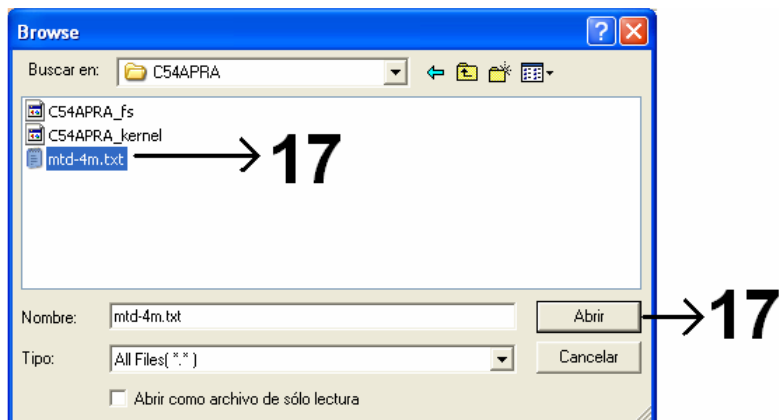 Browse
Buscar en: C54APRA
C54APRA_fs
C54APRA_kernel
mtd-4m.txt 17
Nombre: mtd-4m.txt Abrir 17
Tipo: All Files( *.* ) Cancelar
Abrir como archivo de sólo lectura